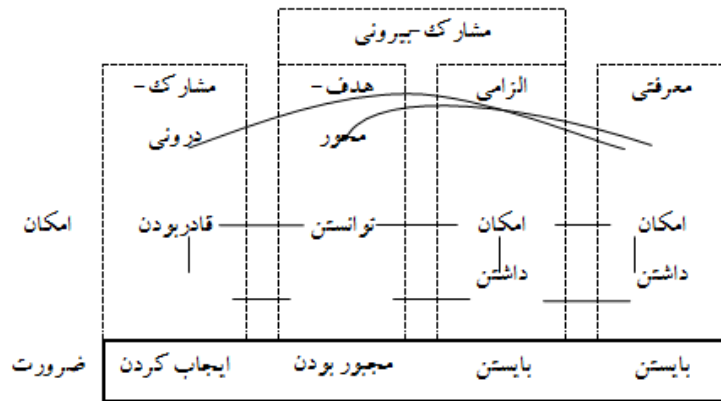 مشارک-بیرونی
مشارک- هدف- الزامی معرفتی
درونی محور
امکان قادربودن توانستن امکان امکان
داشتن داشتن
ضرورت ایجاب کردن مجبور بودن بایستن بایستن